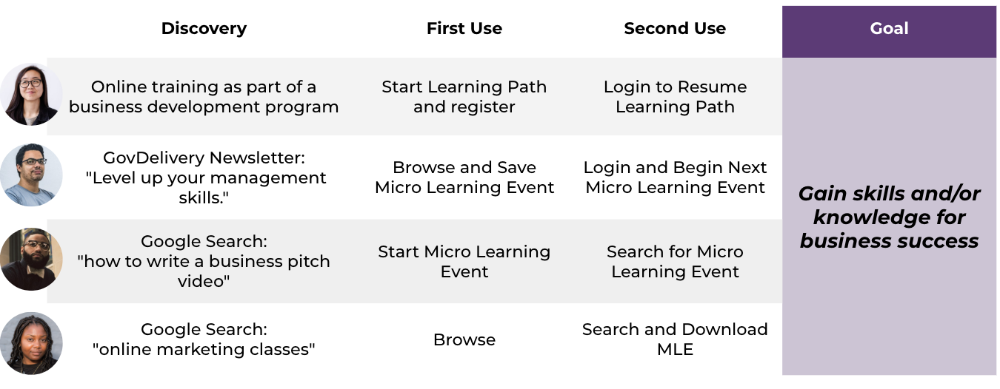 Discovery
First Use
Second Use
Goal
Online training as part of a
business development program
Start Learning Path
and register
Login to Resume
Learning Path
GovDelivery Newsletter:
"Level up your management
skills."
Browse and Save
Micro Learning Event
Login and Begin Next
Micro Learning Event
Google Search:
"how to write a business pitch
video"
Start Micro Learning
Event
Search for Micro
Learning Event
Google Search:
"online marketing classes"
Browse
Search and Download
MLE
Gain skills and/or
knowledge for
business success